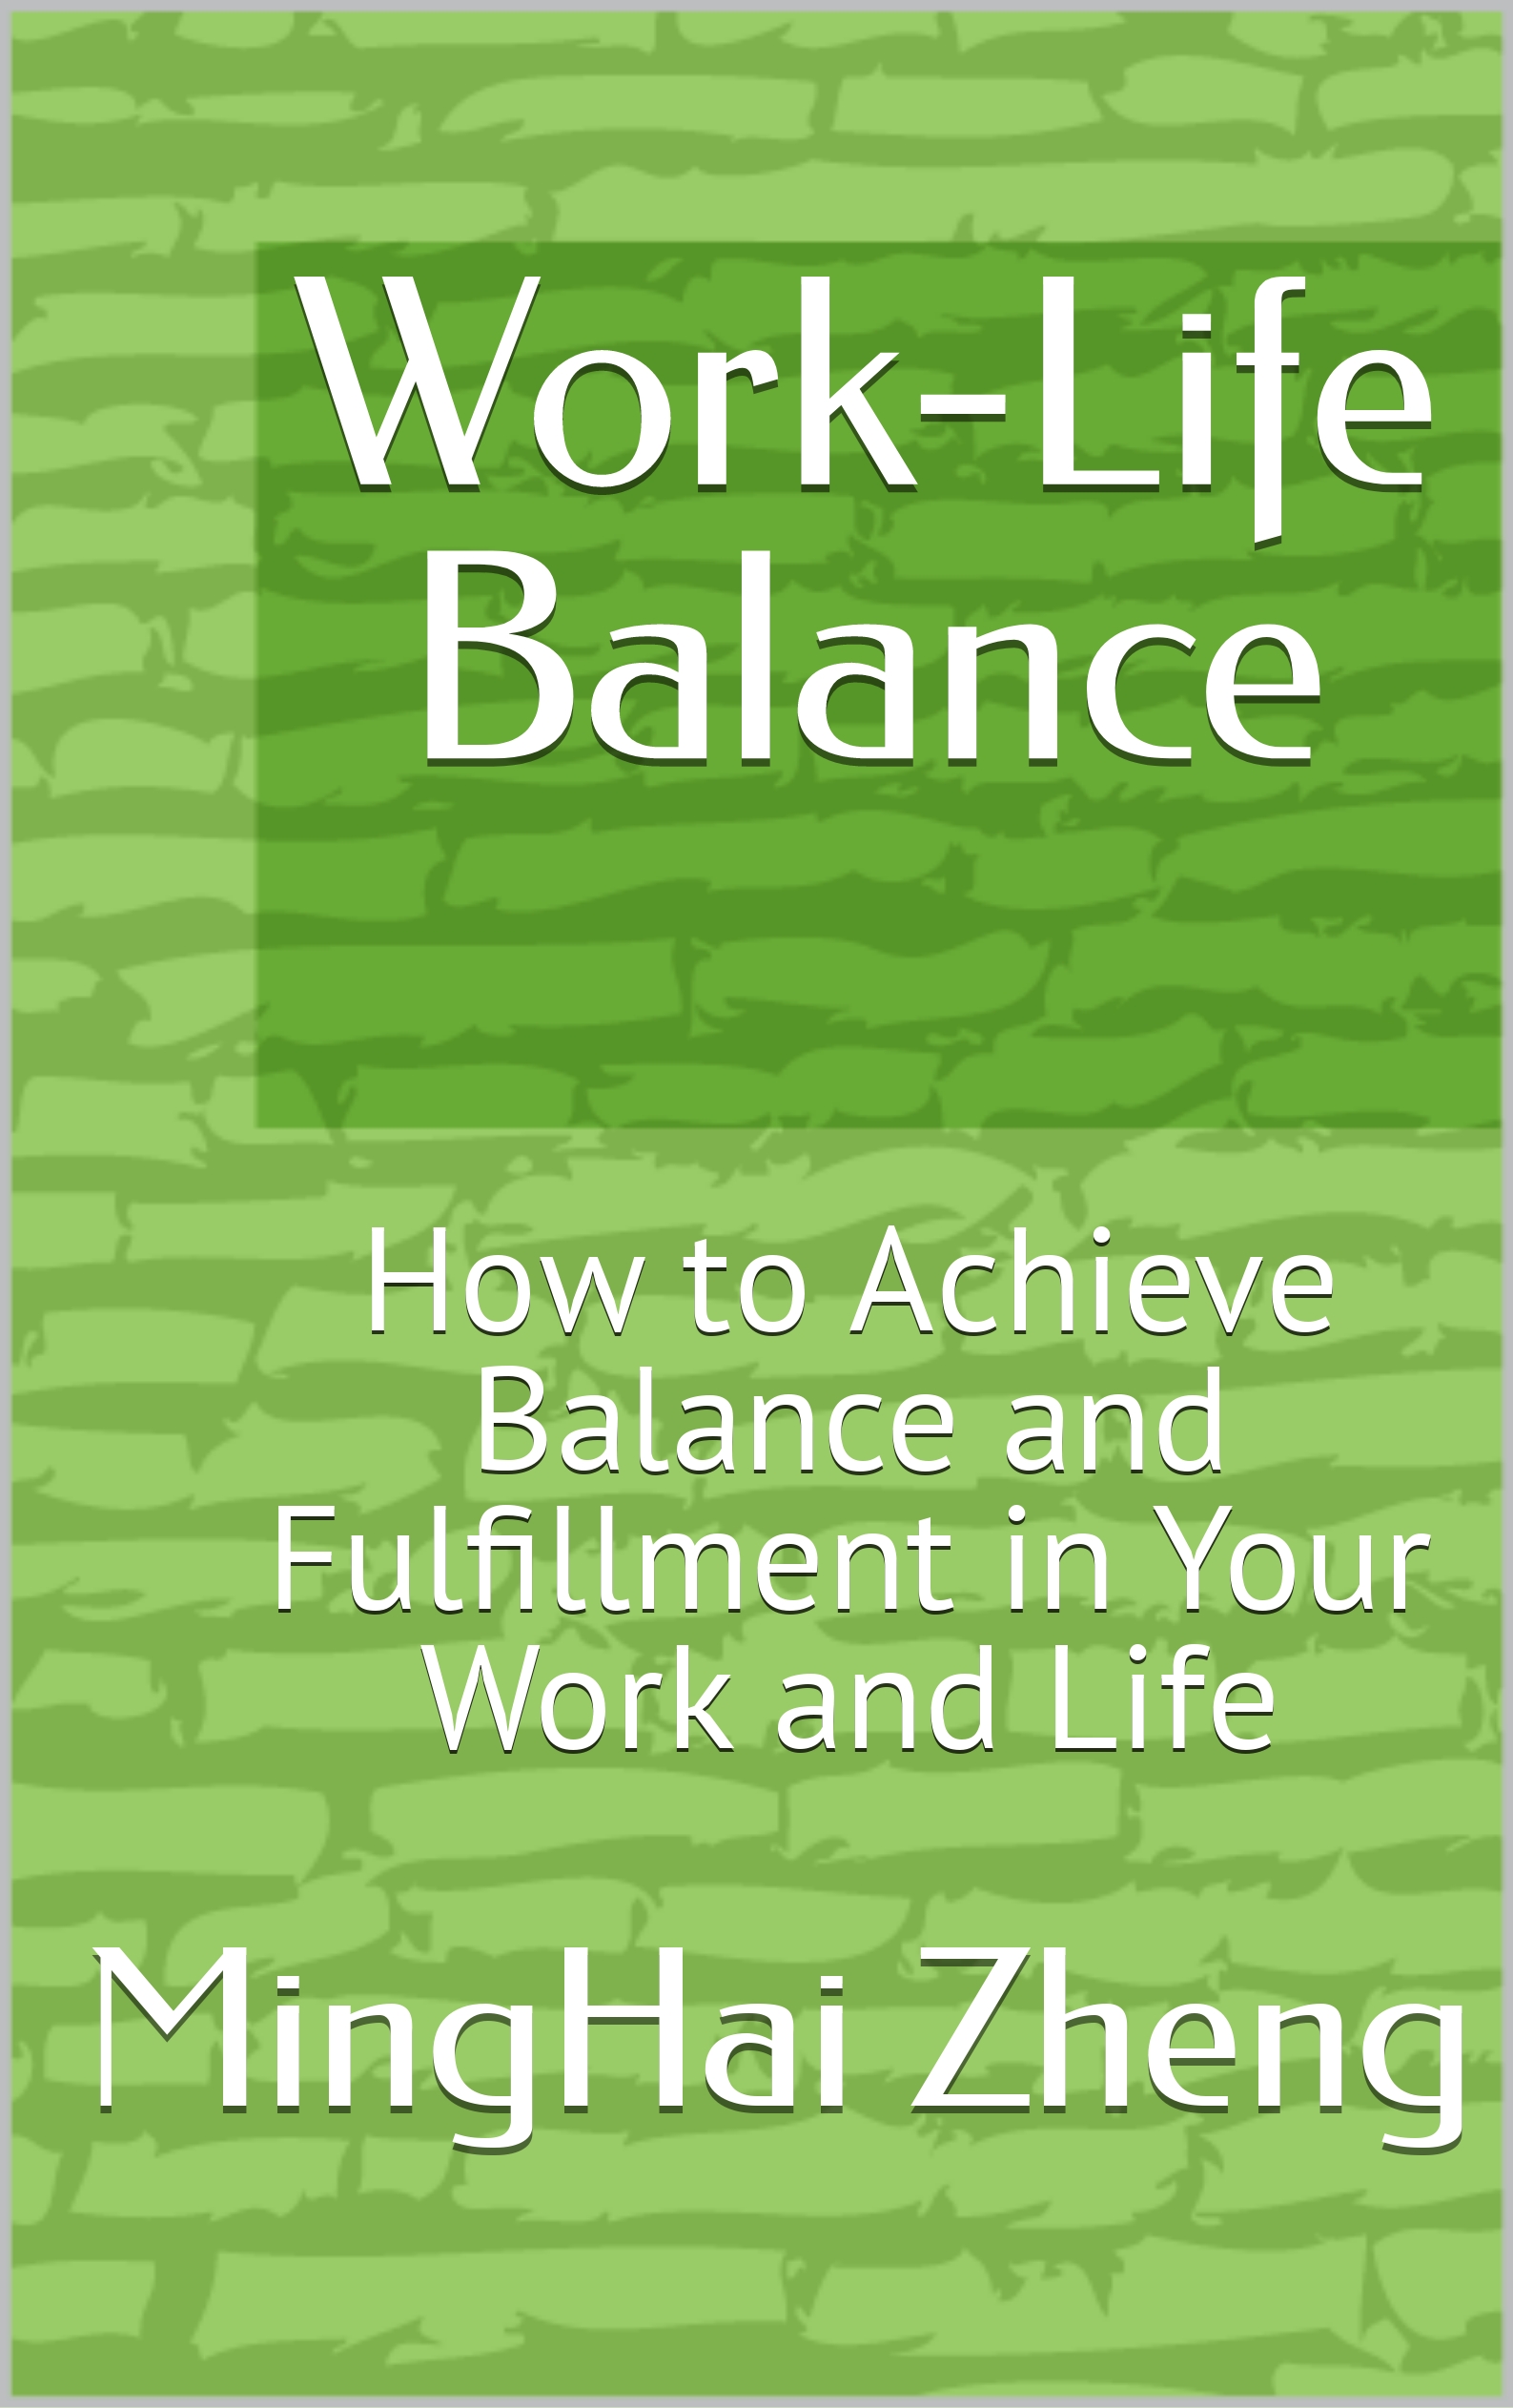 Work-Life
Balance
How to Achieve
Balance and
Fulfillment in Your
Work and Life
MingHai Zheng